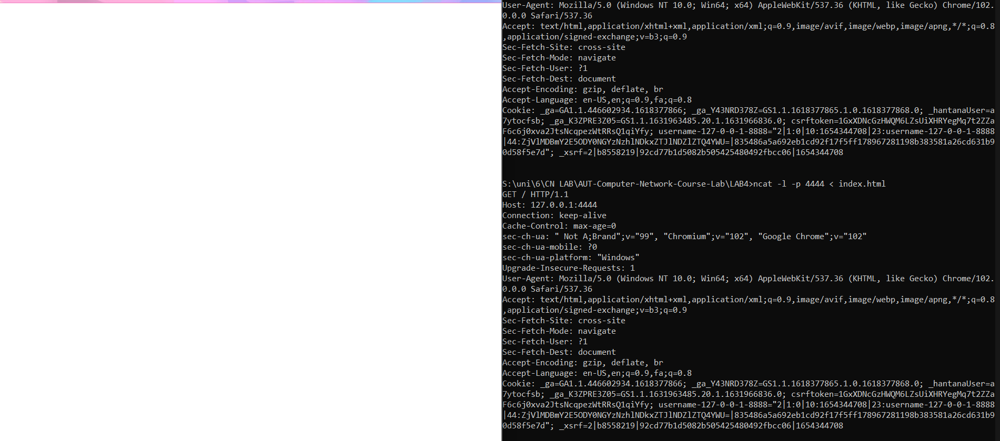 User-Agent: Mozilla/5.0 (Windows NT 10.0; Win64; x64) AppleWebKit/537.36 (KHTML, like Gecko) Chrome/102.
0.0.0 Safari/537.36
Accept: text/html,application/xhtml+xml,application/xml;q=0.9,image/avif,image/webp,image/apng,*/*;q=0.8
,application/signed-exchange;v=b3;q=0.9
Sec-Fetch-Site: cross-site
Sec-Fetch-Mode: navigate
Sec-Fetch-User: ?1
Sec-Fetch-Dest: document
Accept-Encoding: gzip, deflate, br
Accept-Language: en-US,en;q=0.9,fa;q=0.8
Cookie: _ga=GA1.1.446602934.1618377866; _ga_Y43NRD378Z=GS1.1.1618377865.1.0.1618377868.0; _hantanaUser=a
7ytocfsb; _ga_K3ZPRE3Z05=GS1.1.1631963485.20.1.1631966836.0; csrftoken=1GxXDNcGzHWQM6LZsUiXHRYegMq7t2ZZa
F6c6j0xva2JtsNcqpezWtRRsQ1qiYfy; username-127-0-0-1-8888="2|1:0|10:1654344708|23:username-127-0-0-1-8888
|44:ZjVlMDBmY2E5ODY0NGYzNzhlNDkxZTJlNDZlZTQ4YWU=|835486a5a692eb1cd92f17f5ff178967281198b383581a26cd631b9
0d58f5e7d"; _xsrf=2|b8558219|92cd77b1d5082b505425480492fbcc06|1654344708
S:\uni\6\CN LAB\AUT-Computer-Network-Course-Lab\LAB4>ncat -l -p 4444 < index.html
GET / HTTP/1.1
Host: 127.0.0.1:4444
Connection: keep-alive
Cache-Control: max-age=0
sec-ch-ua: " Not A;Brand";v="99", "Chromium";v="102", "Google Chrome";v="102"
sec-ch-ua-mobile: ?0
sec-ch-ua-platform: "Windows"
Upgrade-Insecure-Requests: 1
User-Agent: Mozilla/5.0 (Windows NT 10.0; Win64; x64) AppleWebKit/537.36 (KHTML, like Gecko) Chrome/102.
0.0.0 Safari/537.36
Accept: text/html,application/xhtml+xml,application/xml;q=0.9,image/avif,image/webp,image/apng,*/*;q=0.8
,application/signed-exchange;v=b3;q=0.9
Sec-Fetch-Site: cross-site
Sec-Fetch-Mode: navigate
Sec-Fetch-User: ?1
Sec-Fetch-Dest: document
Accept-Encoding: gzip, deflate, br
Accept-Language: en-US,en;q=0.9,fa;q=0.8
Cookie: _ga=GA1.1.446602934.1618377866; _ga_Y43NRD378Z=GS1.1.1618377865.1.0.1618377868.0; _hantanaUser=a
7ytocfsb; _ga_K3ZPRE3Z05=GS1.1.1631963485.20.1.1631966836.0; csrftoken=1GxXDNcGzHWQM6LZsUiXHRYegMq7t2ZZa
F6c6j0xva2JtsNcqpezWtRRsQ1qiYfy; username-127-0-0-1-8888="2|1:0|10:1654344708|23:username-127-0-0-1-8888
|44:ZjVlMDBmY2E5ODY0NGYzNzhlNDkxZTJlNDZlZTQ4YWU=|835486a5a692eb1cd92f17f5ff178967281198b383581a26cd631b9
0d58f5e7d"; _xsrf=2|b8558219|92cd77b1d5082b505425480492fbcc06|1654344708